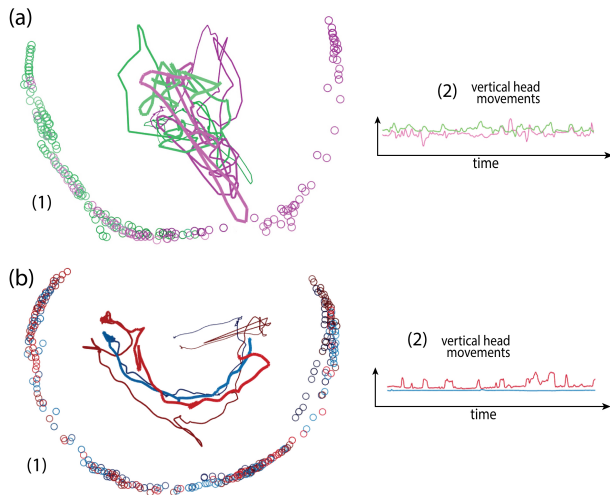 (a)
(2) vertical head
movements
time
(1)
(b)
(2) vertical head
movements
time
(1)